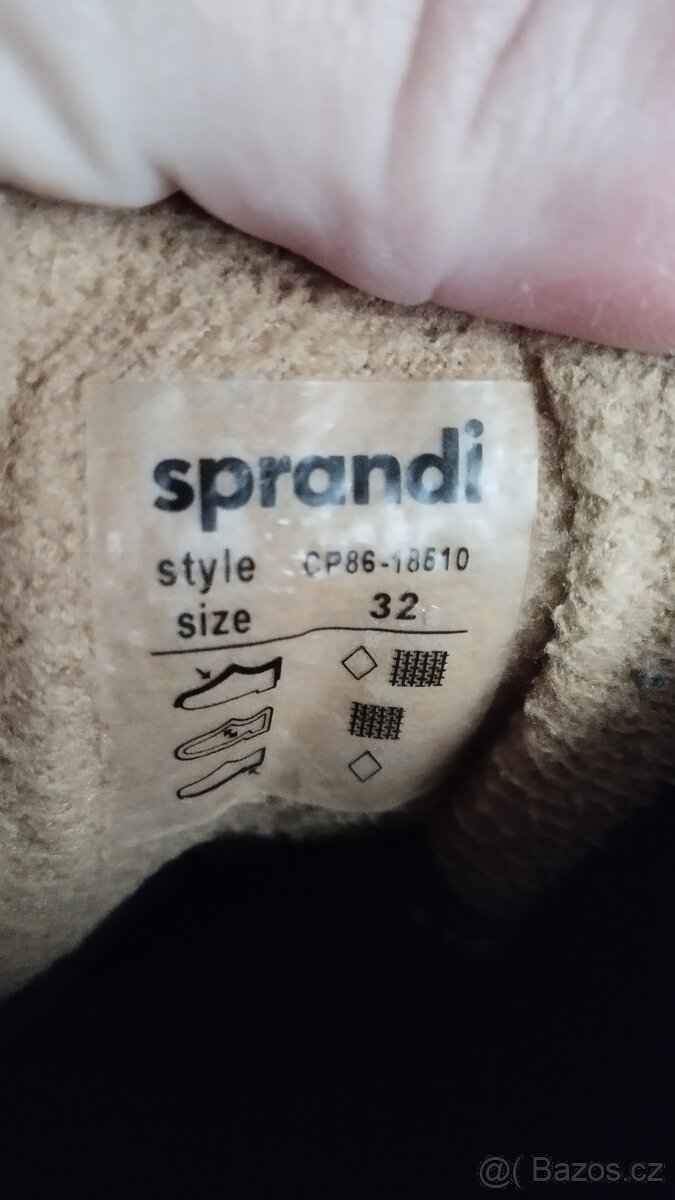 sprandi
style CP86-18510
size 32
@( Bazos.cz